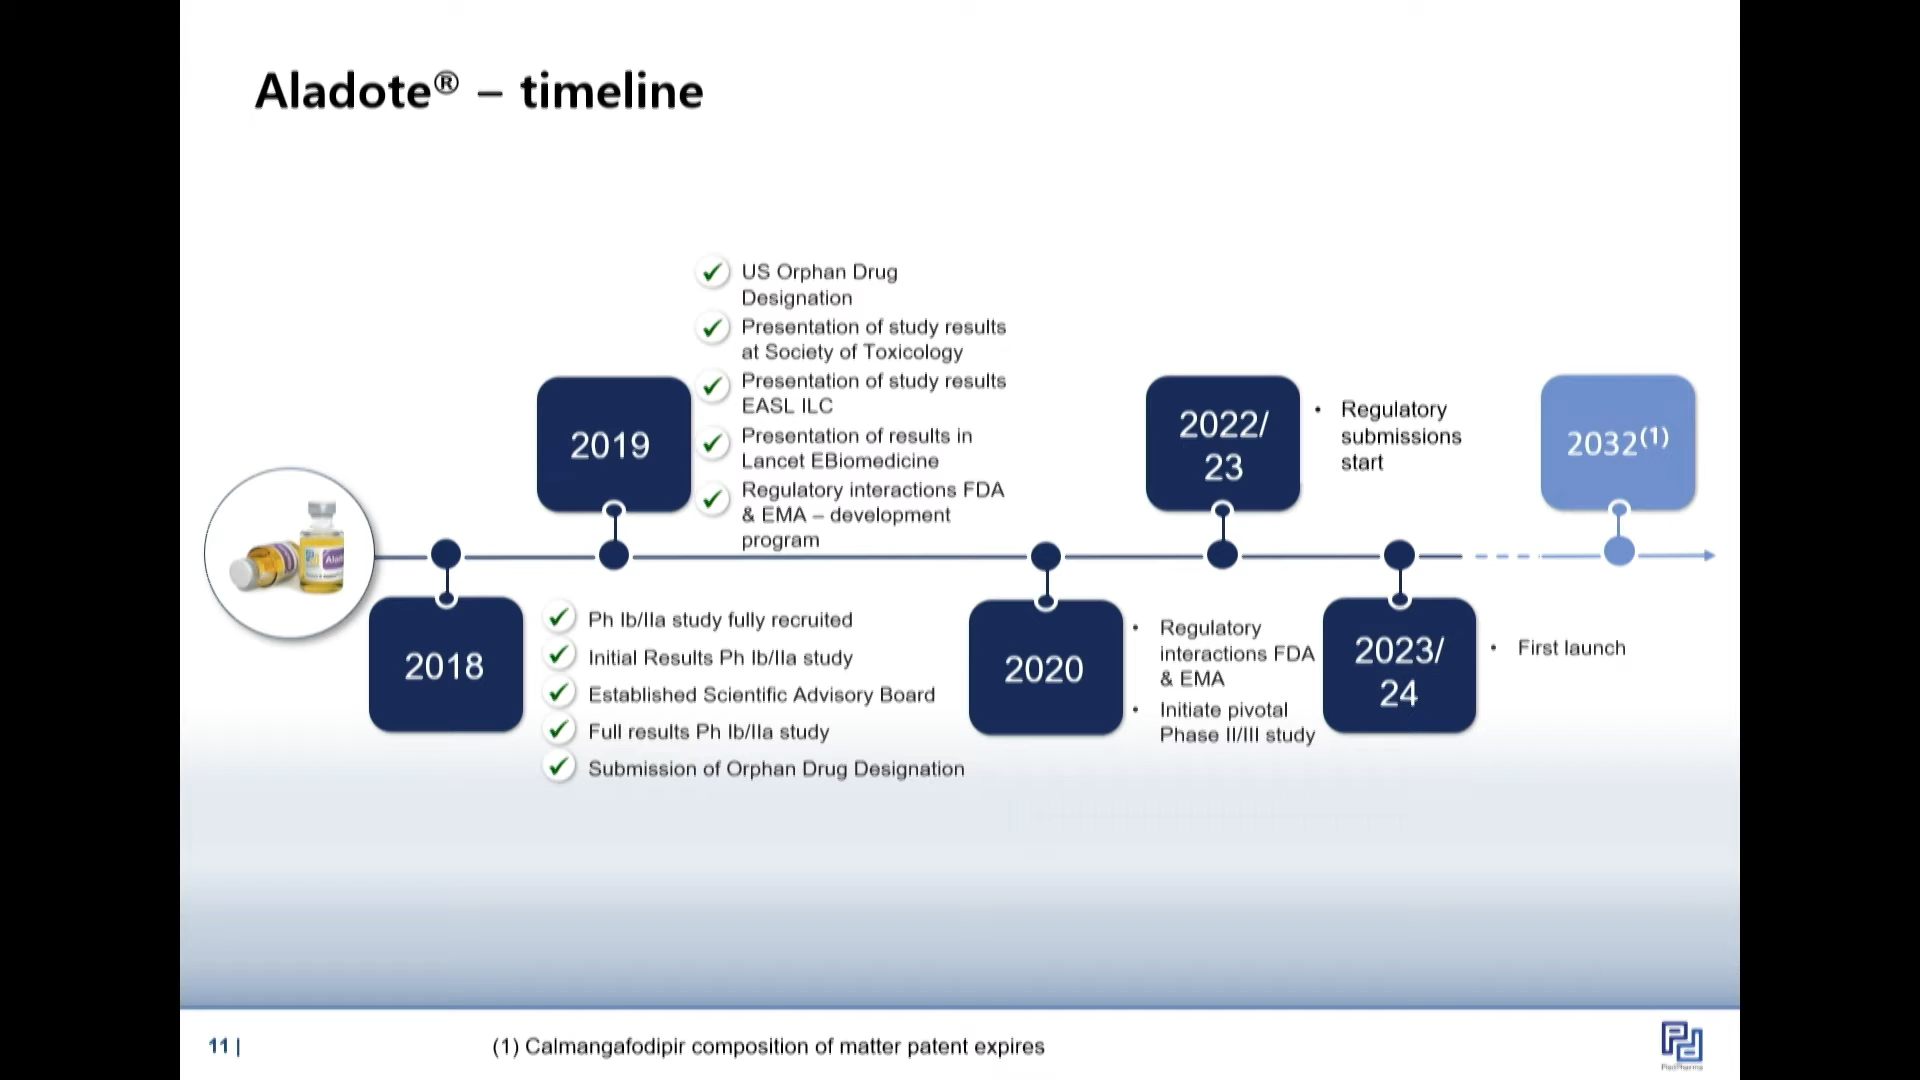 Aladote® – timeline
US Orphan Drug
Designation
Presentation of study results
at Society of Toxicology
Presentation of study results
EASL ILC
Presentation of results in
Lancet EBiomedicine
Regulatory interactions FDA
& EMA – development
program
2019
2022/
23
• Regulatory
submissions
start
2032(1)
2018
Ph Ib/IIa study fully recruited
Initial Results Ph Ib/IIa study
Established Scientific Advisory Board
Full results Ph Ib/IIa study
Submission of Orphan Drug Designation
2020
• Regulatory
interactions FDA
& EMA
• Initiate pivotal
Phase II/III study
2023/
24
• First launch
11 |
(1) Calmangafodipir composition of matter patent expires
PledPharma